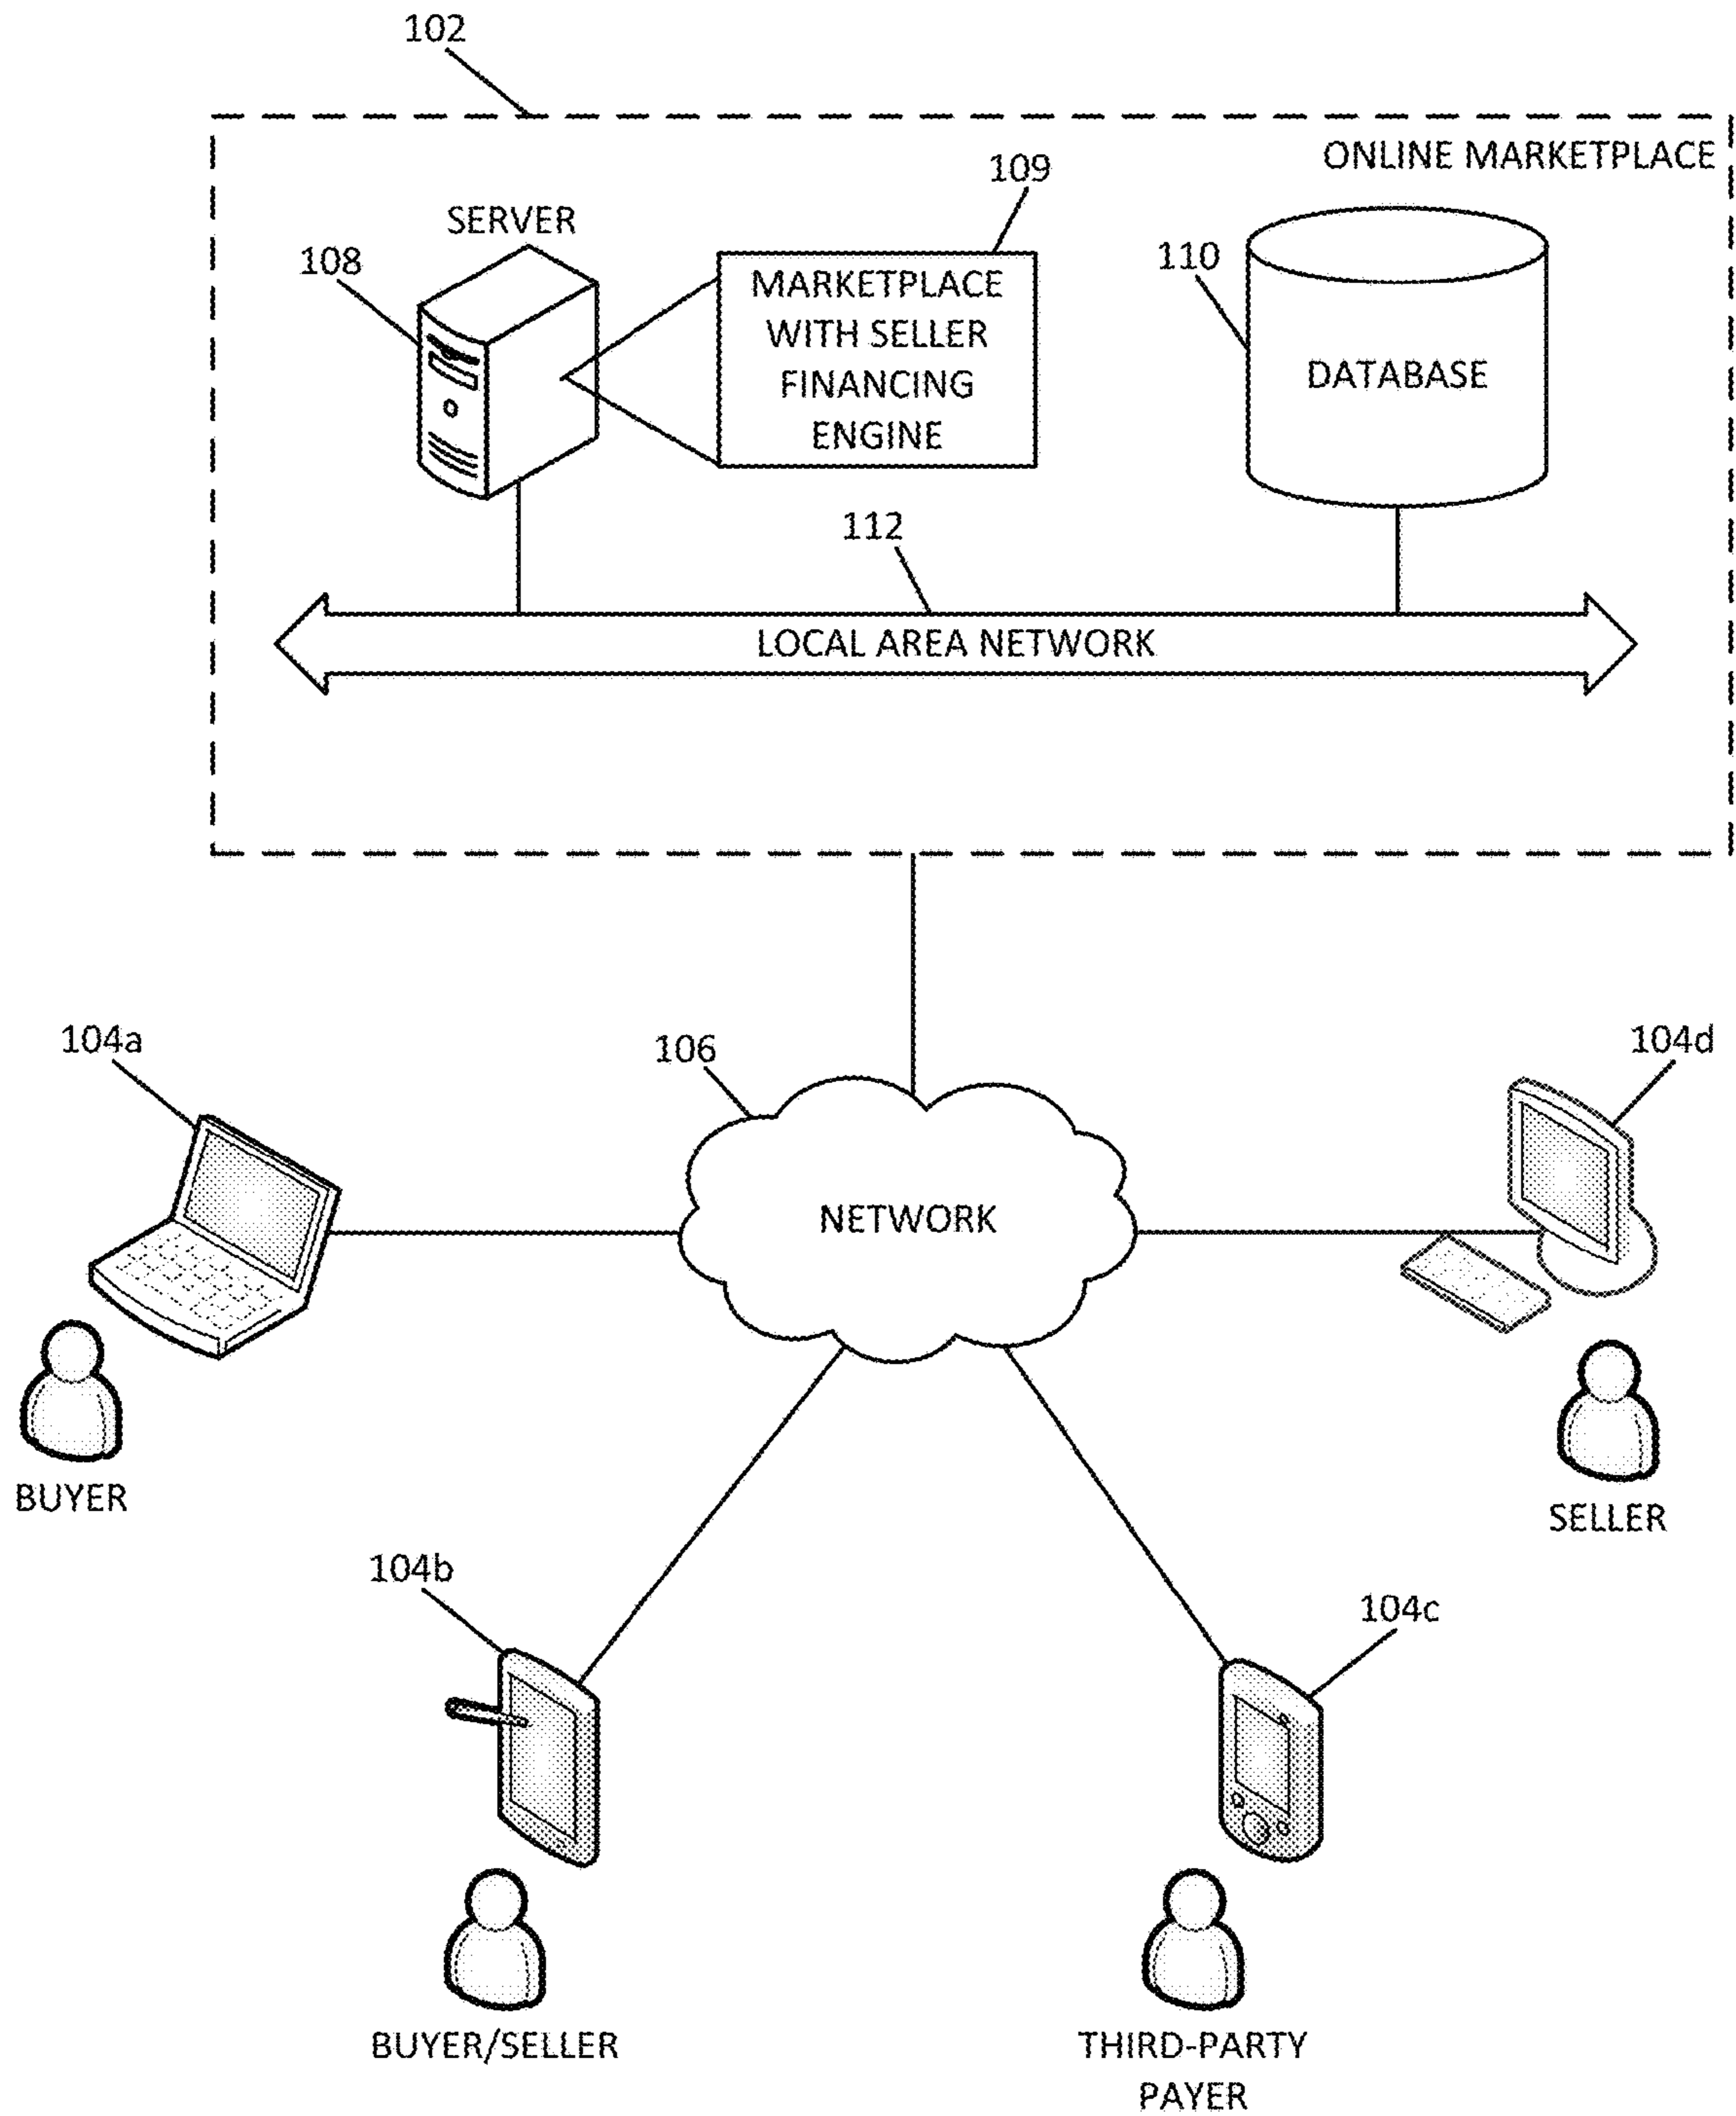 102
ONLINE MARKETPLACE
109
SERVER
108
MARKETPLACE
WITH SELLER
FINANCING
ENGINE
110
DATABASE
112
LOCAL AREA NETWORK
104a
106
104d
NETWORK
BUYER
SELLER
104b
104c
BUYER/SELLER
THIRD-PARTY
PAYER